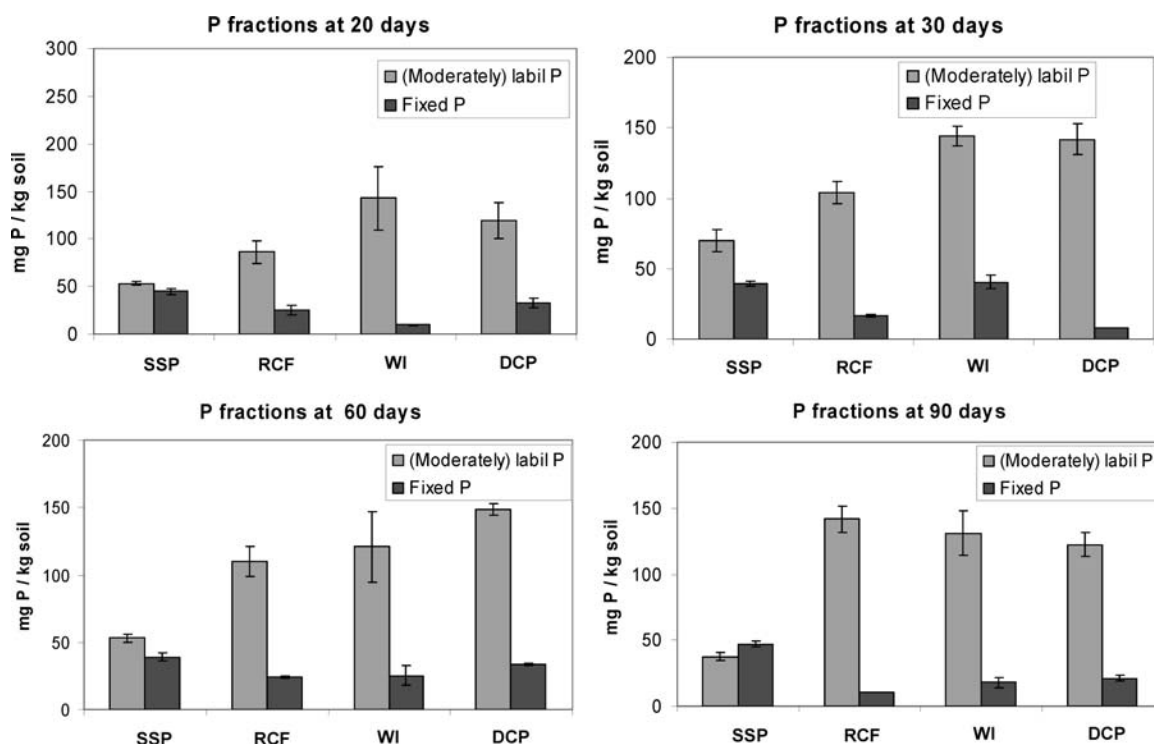 P fractions at 20 days
300
250
200
150
100
50
0
mg P / kg soil
(Moderately) labil P
Fixed P
SSP RCF WI DCP
P fractions at 30 days
200
150
100
50
0
mg P / kg soil
(Moderately) labil P
Fixed P
SSP RCF WI DCP
P fractions at 60 days
200
150
100
50
0
mg P / kg soil
(Moderately) labil P
Fixed P
SSP RCF WI DCP
P fractions at 90 days
200
150
100
50
0
mg P / kg soil
(Moderately) labil P
Fixed P
SSP RCF WI DCP